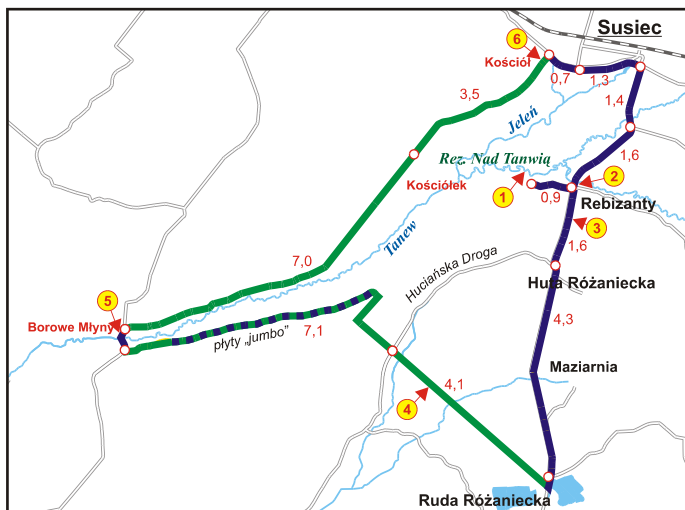 Susiec
6
Kościół
0,7
1,3
3,5
1,4
Jeleń
1,6
Rez. Nad Tanwią
Kościółek
1
0,9
2
Rebizanty
3
Tanew
1,6
Huciańska Droga
7,0
Huta Różaniecka
5
Borowe Młyny
4,3
płyty „jumbo”
7,1
Maziarnia
4,1
4
Ruda Różaniecka